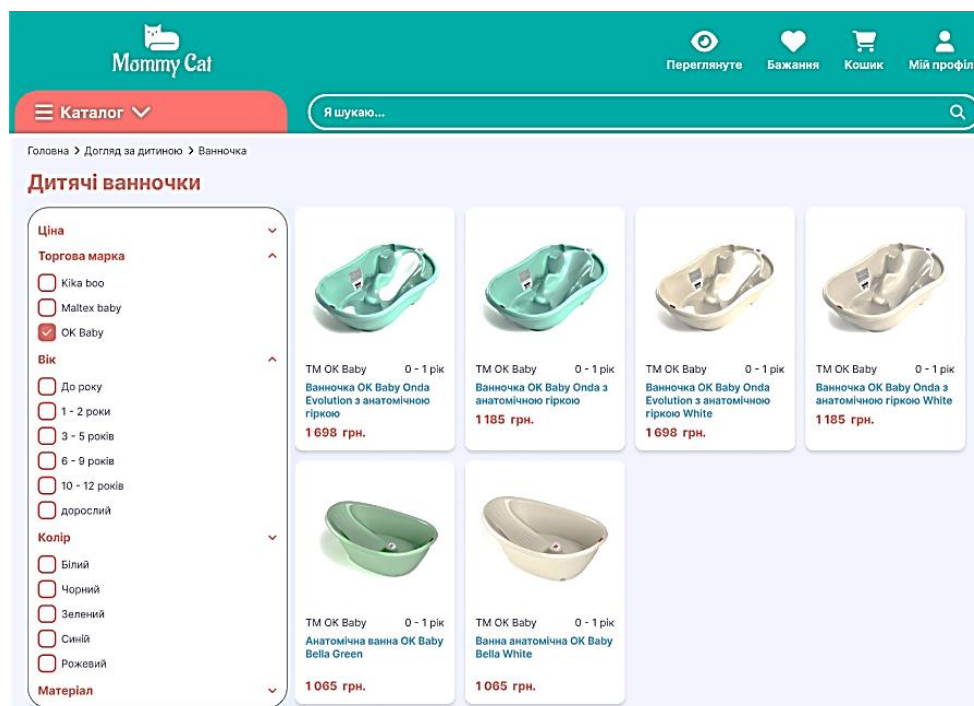 Mommy Cat
Переглянуте Бажання Кошик Мій профіль
Каталог
Я шукаю...
Головна > Догляд за дитиною > Ванночка
Дитячі ванночки
Ціна
Торгова марка
Kika boo
Maltex baby
OK Baby
Вік
До року
1 - 2 роки
3 - 5 років
6 - 9 років
10 - 12 років
дорослий
Колір
Білий
Чорний
Зелений
Синій
Рожевий
Матеріал
ТМ OK Baby 0 - 1 рік
Ванночка OK Baby Onda
Evolution з анатомічною
гіркою
1 698 грн.
ТМ OK Baby 0 - 1 рік
Ванночка OK Baby Onda з
анатомічною гіркою
1 185 грн.
ТМ OK Baby 0 - 1 рік
Ванночка OK Baby Onda
Evolution з анатомічною
гіркою White
1 698 грн.
ТМ OK Baby 0 - 1 рік
Ванночка OK Baby Onda з
анатомічною гіркою White
1 185 грн.
ТМ OK Baby 0 - 1 рік
Анатомічна ванна OK Baby
Bella Green
1 065 грн.
ТМ OK Baby 0 - 1 рік
Ванна анатомічна OK Baby
Bella White
1 065 грн.